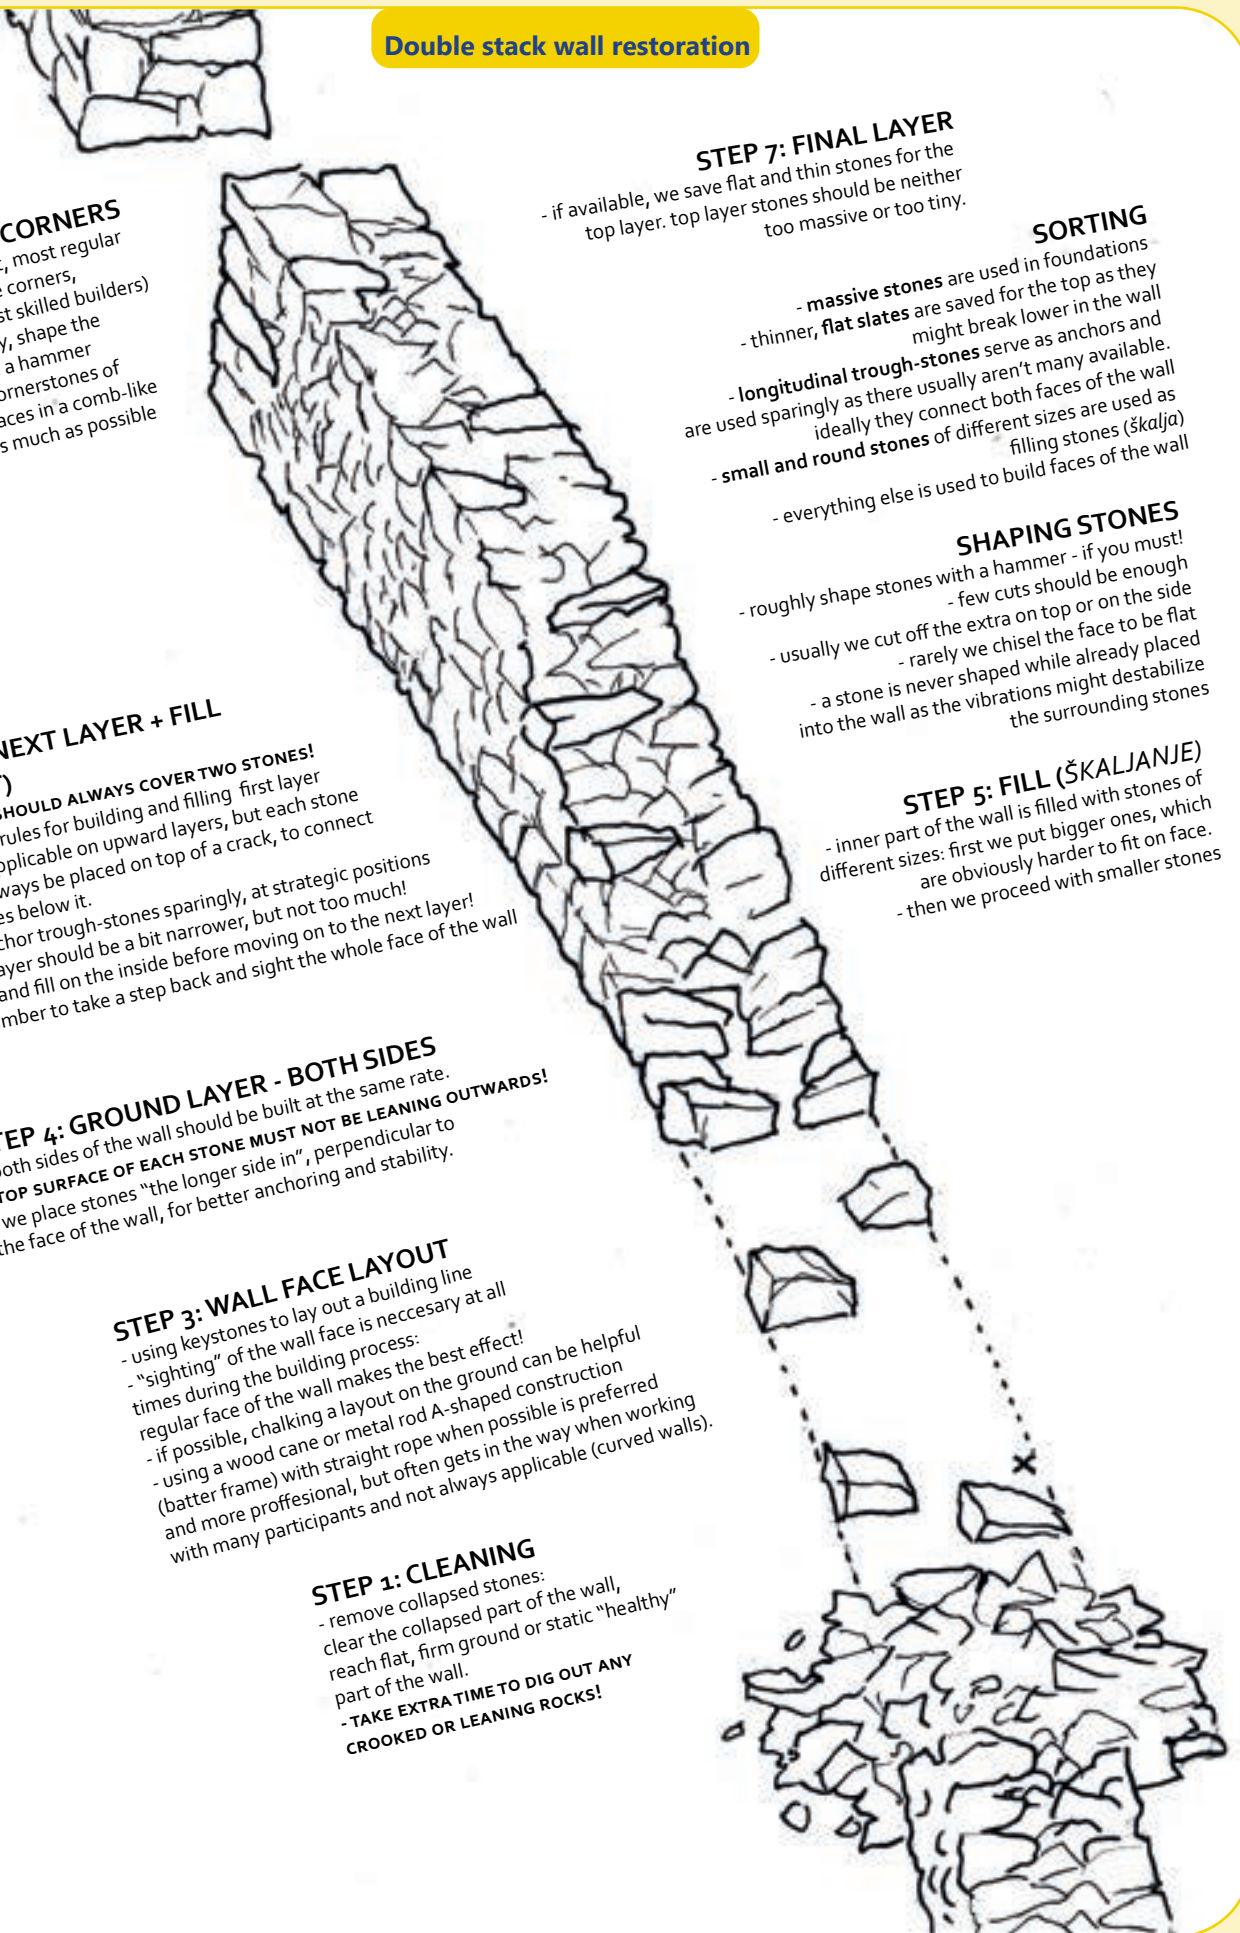 Double stack wall restoration
STEP 7: FINAL LAYER
- if available, we save flat and thin stones for the
top layer. top layer stones should be neither
too massive or too tiny.
CORNERS
, most regular
corners,
st skilled builders)
y, shape the
a hammer
ornerstones of
aces in a comb-like
s much as possible
SORTING
- massive stones are used in foundations
- thinner, flat slates are saved for the top as they
might break lower in the wall
- longitudinal trough-stones serve as anchors and
are used sparingly as there usually aren't many available.
ideally they connect both faces of the wall
- small and round stones of different sizes are used as
filling stones (škalja)
- everything else is used to build faces of the wall
SHAPING STONES
- roughly shape stones with a hammer - if you must!
- few cuts should be enough
- usually we cut off the extra on top or on the side
- rarely we chisel the face to be flat
- a stone is never shaped while already placed
into the wall as the vibrations might destabilize
the surrounding stones
NEXT LAYER + FILL
)
SHOULD ALWAYS COVER TWO STONES!
rules for building and filling first layer
pplicable on upward layers, but each stone
ways be placed on top of a crack, to connect
es below it.
chor trough-stones sparingly, at strategic positions
ayer should be a bit narrower, but not too much!
and fill on the inside before moving on to the next layer!
mber to take a step back and sight the whole face of the wall
STEP 5: FILL (ŠKALJANJE)
- inner part of the wall is filled with stones of
different sizes: first we put bigger ones, which
are obviously harder to fit on face.
- then we proceed with smaller stones
TEP 4: GROUND LAYER - BOTH SIDES
both sides of the wall should be built at the same rate.
TOP SURFACE OF EACH STONE MUST NOT BE LEANING OUTWARDS!
we place stones "the longer side in", perpendicular to
the face of the wall, for better anchoring and stability.
STEP 3: WALL FACE LAYOUT
- using keystones to lay out a building line
- "sighting" of the wall face is neccesary at all
times during the building process:
regular face of the wall makes the best effect!
- if possible, chalking a layout on the ground can be helpful
- using a wood cane or metal rod A-shaped construction
(batter frame) with straight rope when possible is preferred
and more proffesional, but often gets in the way when working
with many participants and not always applicable (curved walls).
STEP 1: CLEANING
- remove collapsed stones:
clear the collapsed part of the wall,
reach flat, firm ground or static "healthy"
part of the wall.
- TAKE EXTRA TIME TO DIG OUT ANY
CROOKED OR LEANING ROCKS!